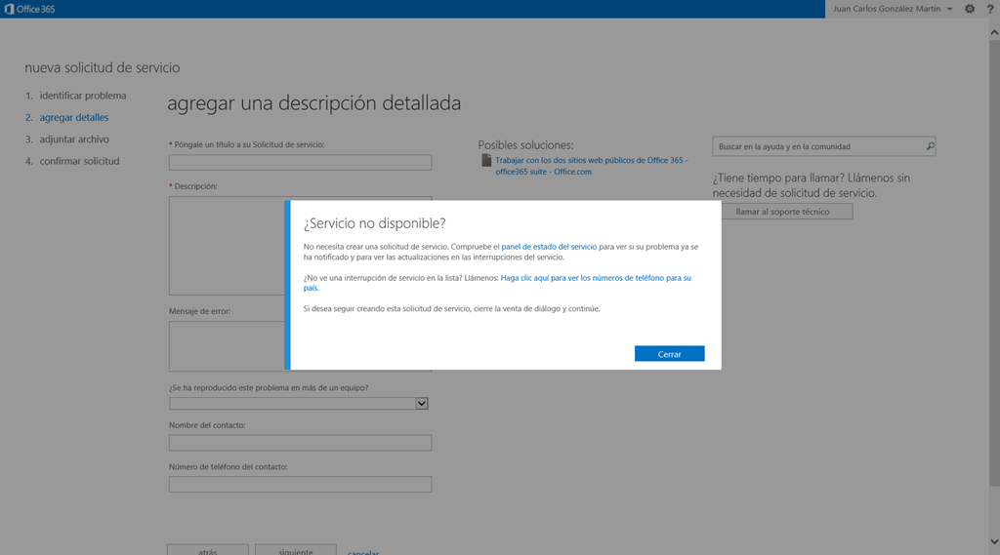 Office 365
Juan Carlos González Martín
?
nueva solicitud de servicio
1. identificar problema
2. agregar detalles
3. adjuntar archivo
4. confirmar solicitud
agregar una descripción detallada
* Póngale un título a su Solicitud de servicio:
* Descripción:
Mensaje de error:
¿Se ha reproducido este problema en más de un equipo?
Nombre del contacto:
Número de teléfono del contacto:
atrás
siguiente
cancelar
Posibles soluciones:
Trabajar con los dos sitios web públicos de Office 365 -
office365 suite - Office.com
Buscar en la ayuda y en la comunidad
¿Tiene tiempo para llamar? Llámenos sin
necesidad de solicitud de servicio.
llamar al soporte técnico
¿Servicio no disponible?
No necesita crear una solicitud de servicio. Compruebe el panel de estado del servicio para ver si su problema ya se
ha notificado y para ver las actualizaciones en las interrupciones del servicio.
¿No ve una interrupción de servicio en la lista? Llámenos: Haga clic aquí para ver los números de teléfono para su
país.
Si desea seguir creando esta solicitud de servicio, cierre la venta de diálogo y continúe.
Cerrar